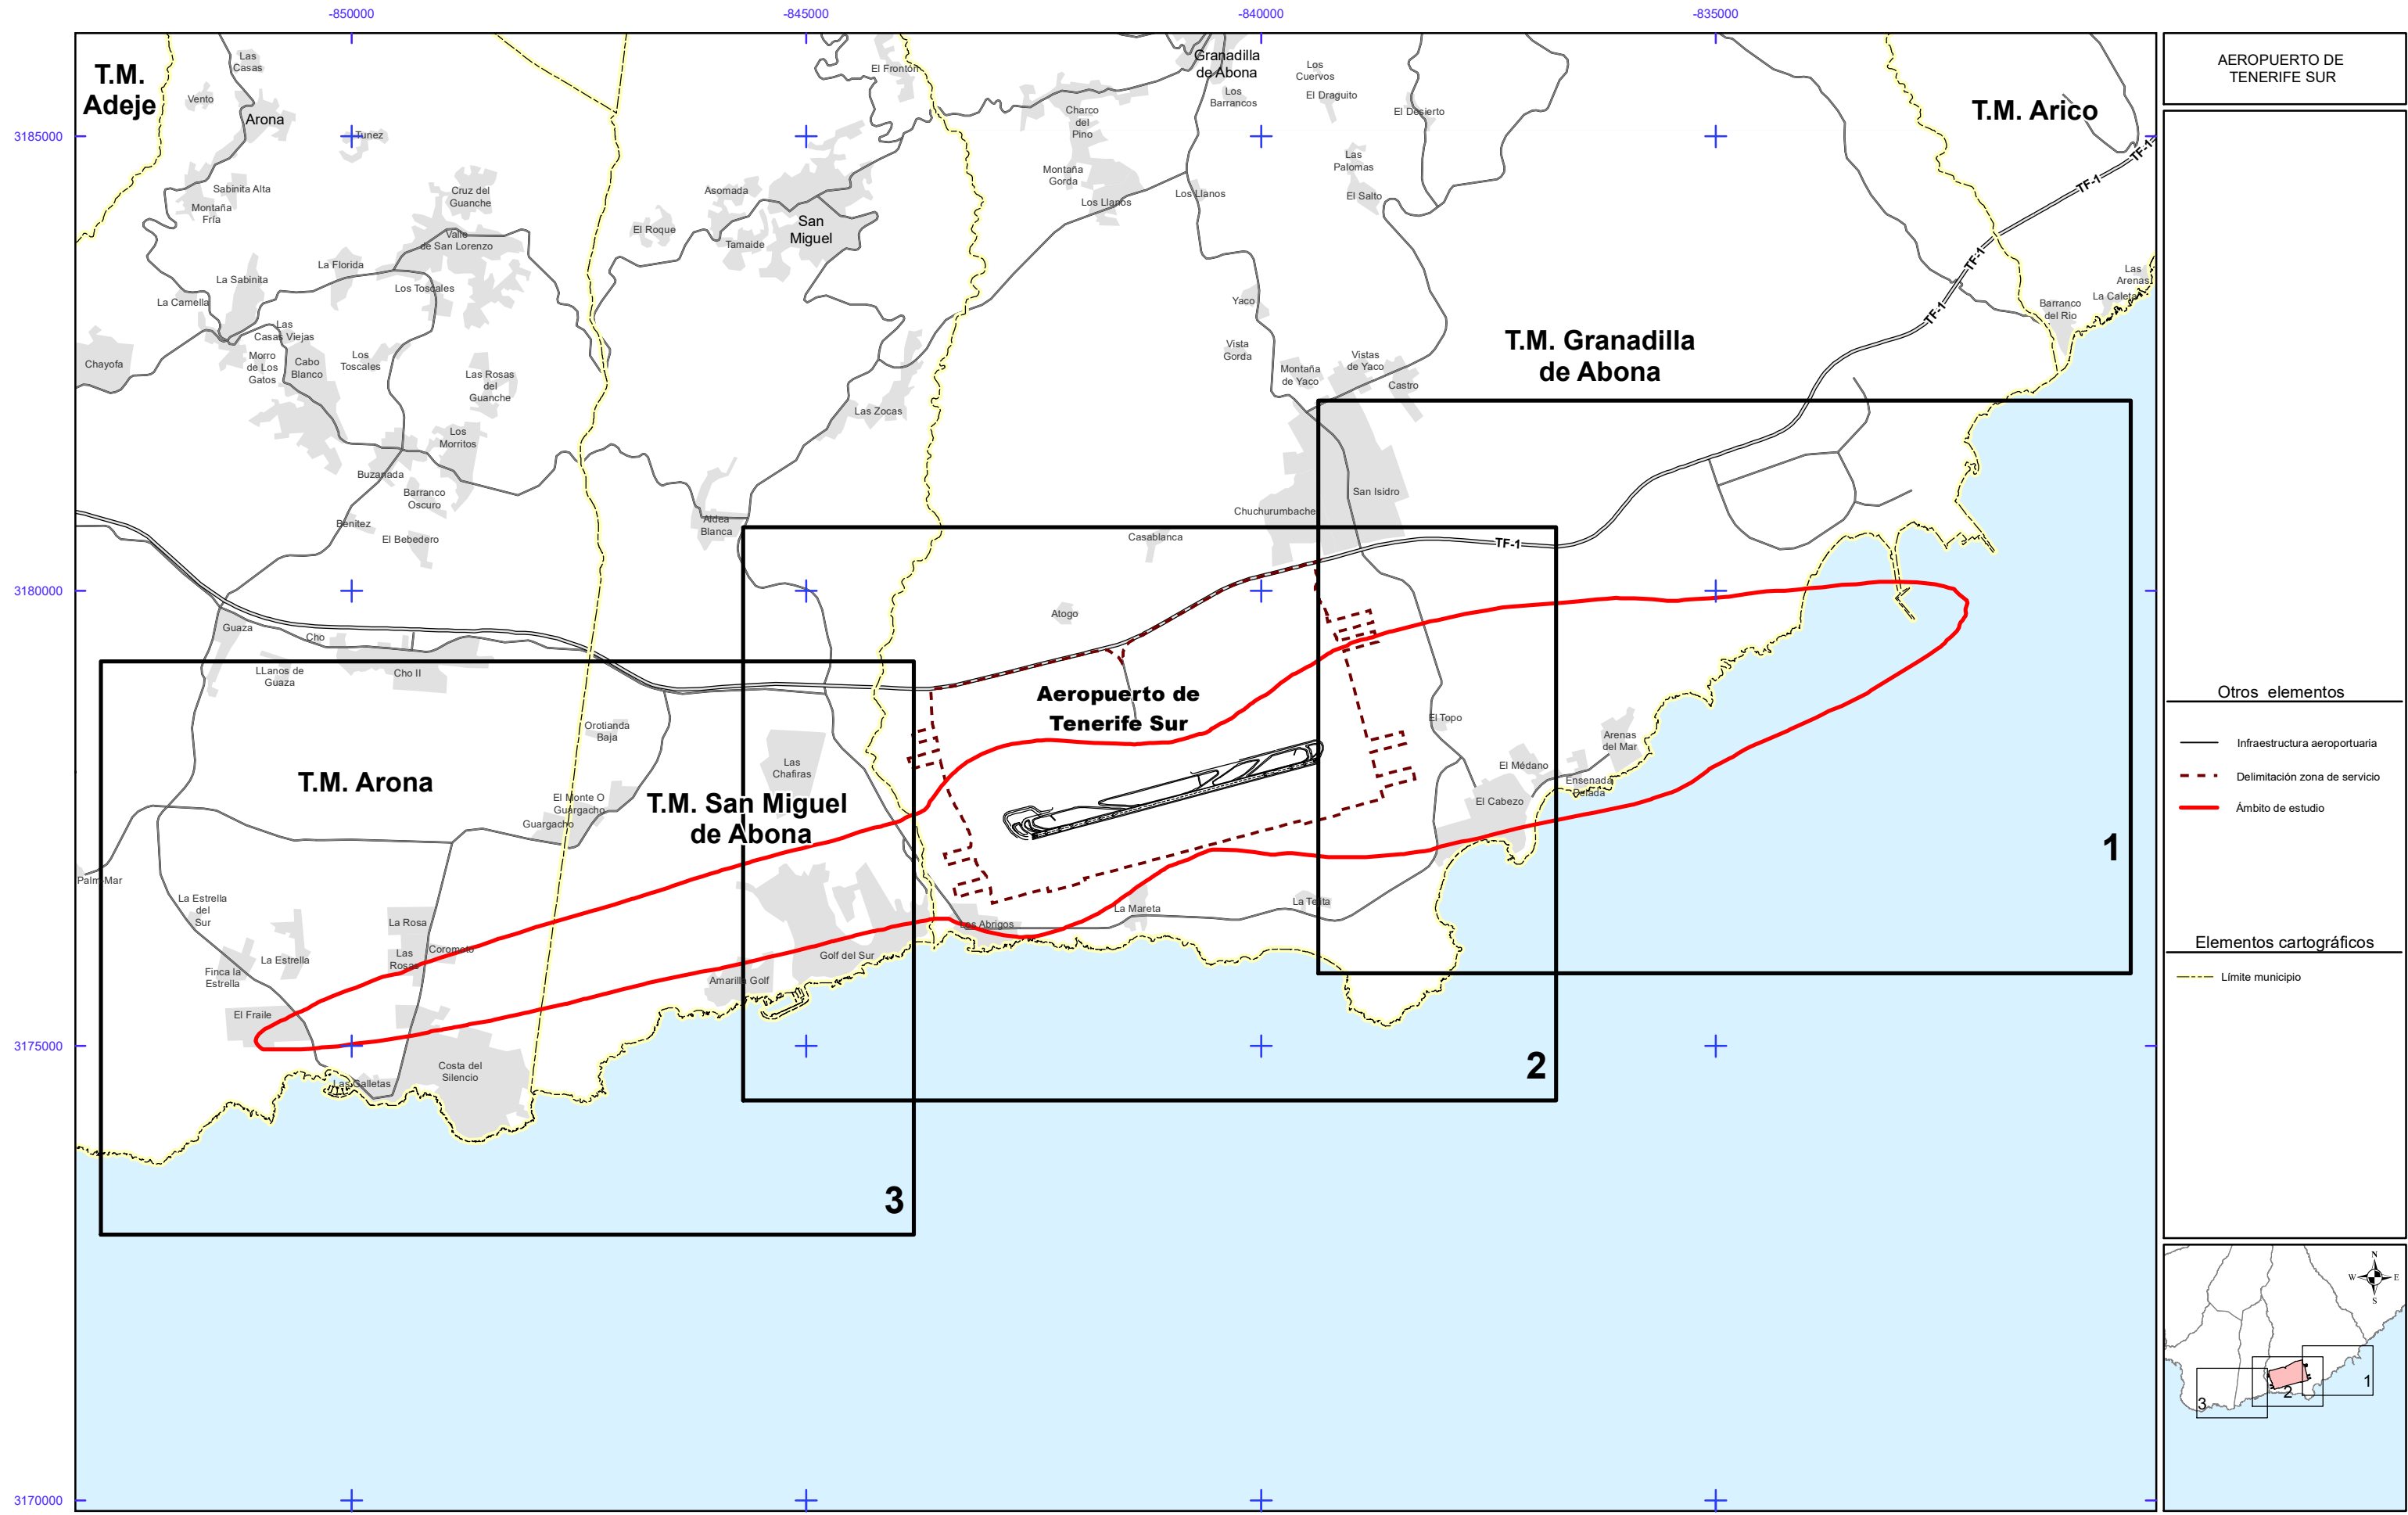 -850000
-845000
-840000
-835000
3185000
3180000
3175000
3170000
T.M.
Adeje
Las
Casas
Vento
Arona
Tunez
Sabinita Alta
Montaña
Fría
Cruz del
Guanche
Valle
de San Lorenzo
La Florida
La Sabinita
La Camella
Los Toscales
Las
Casas Viejas
Chayofa
Morro
de Los
Gatos
Cabo
Blanco
Los
Toscales
Las Rosas
del
Guanche
Los
Morritos
Buzanada
Barranco
Oscuro
Benitez
El Bebedero
El Frontón
Asomada
San
Miguel
El Roque
Tamaide
Las Zocas
Aldea
Blanca
Granadilla
de Abona
Los
Cuervos
Los
Barrancos
El Draguito
El Desierto
Charco
del
Pino
Montaña
Gorda
Los Llanos
Los Llanos
Las
Palomas
El Salto
Yaco
Vista
Gorda
Montaña
de Yaco
Vistas
de Yaco
Castro
T.M. Granadilla
de Abona
T.M. Arico
TF-1
TF-1
TF-1
TF-1
Las
Arenas
La Caleta
Barranco
del Rio
San Isidro
Chuchurumbache
Casablanca
TF-1
Atogo
Aeropuerto de
Tenerife Sur
Guaza
Cho
LLanos de
Guaza
Cho II
Orotianda
Baja
T.M. Arona
Las
Chafiras
El Monte O
Guargacho
Guargacho
T.M. San Miguel
de Abona
El Topo
Arenas
del Mar
El Médano
Ensenada
Pelada
El Cabezo
1
Palm-Mar
La Estrella
del
Sur
La Rosa
Las
Rosas
Coromoto
La Estrella
Finca la
Estrella
El Fraile
Las Galletas
Costa del
Silencio
Amarilla Golf
Golf del Sur
Los Abrigos
La Mareta
La Tejita
2
3
AEROPUERTO DE
TENERIFE SUR
Otros elementos
Infraestructura aeroportuaria
Delimitación zona de servicio
Ámbito de estudio
Elementos cartográficos
Límite municipio
N
W
E
S
1
2
3